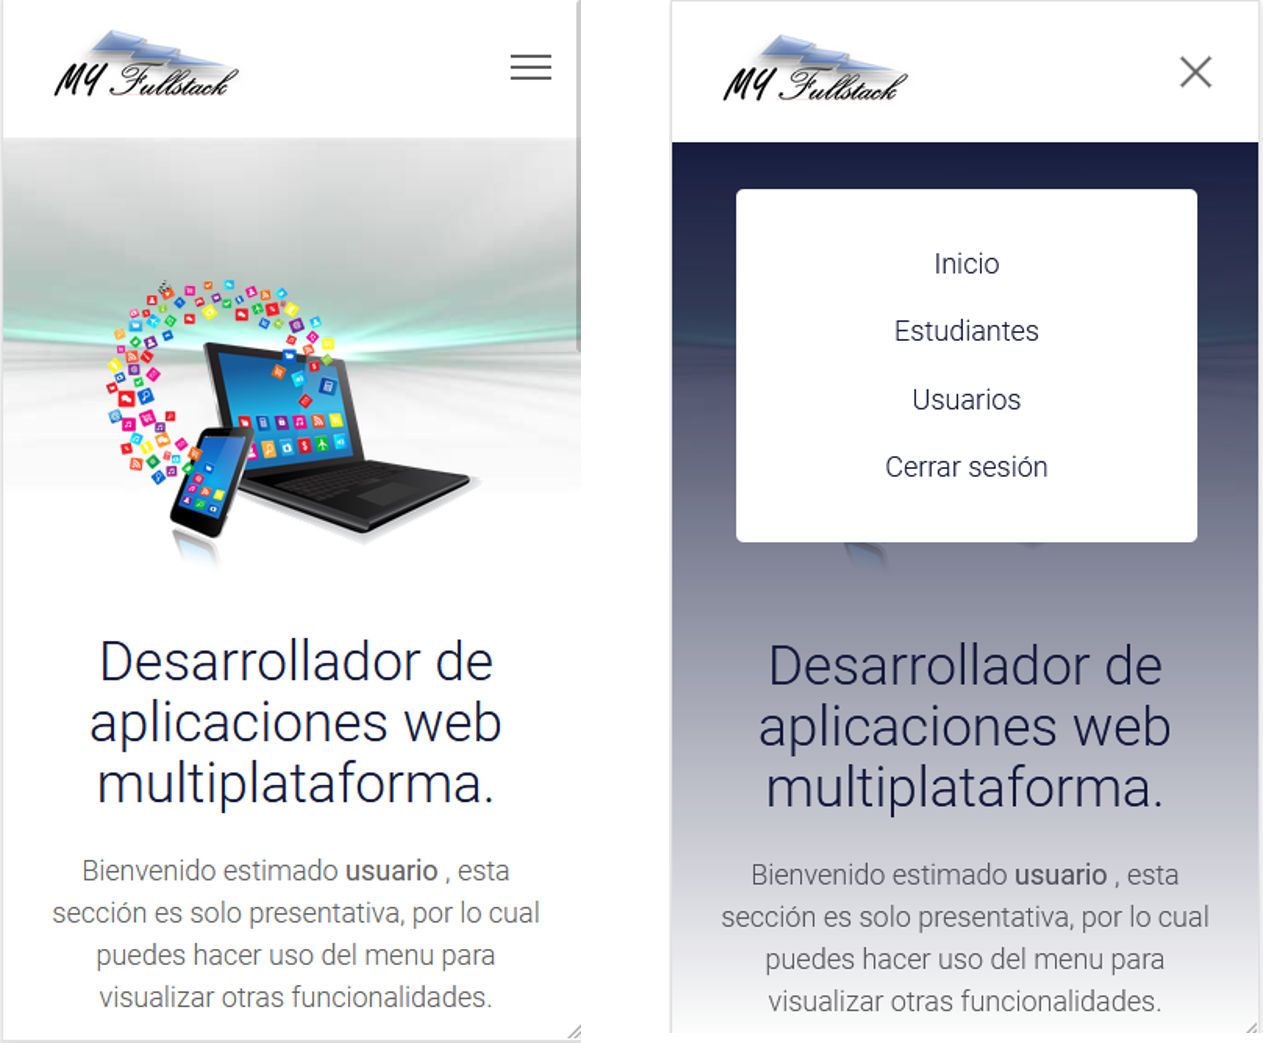 MY Fullstack
Desarrollador de
aplicaciones web
multiplataforma.
Bienvenido estimado usuario , esta
sección es solo presentativa, por lo cual
puedes hacer uso del menu para
visualizar otras funcionalidades.
MY Fullstack
Inicio
Estudiantes
Usuarios
Cerrar sesión
Desarrollador de
aplicaciones web
multiplataforma.
Bienvenido estimado usuario , esta
sección es solo presentativa, por lo cual
puedes hacer uso del menu para
visualizar otras funcionalidades.